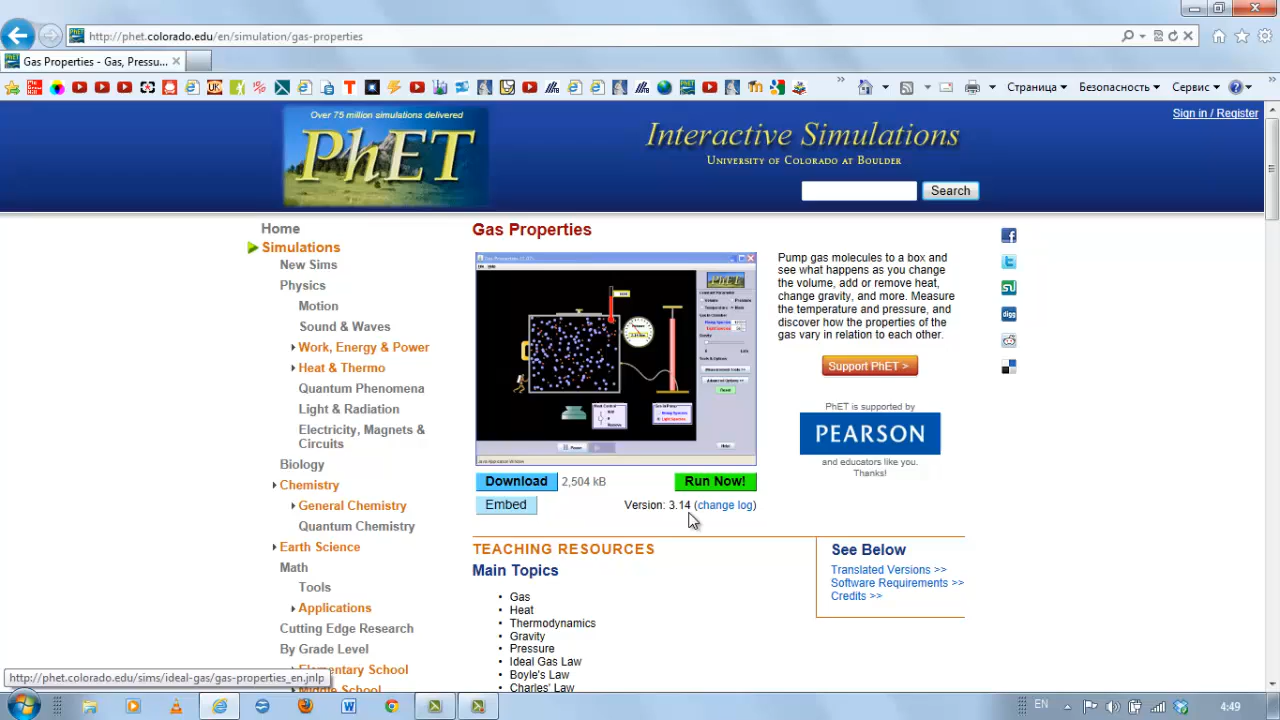 http://phet.colorado.edu/en/simulation/gas-properties
Gas Properties - Gas, Pressu...
Страница
Безопасность
Сервис
Over 75 million simulations delivered
PhET
Interactive Simulations
UNIVERSITY OF COLORADO AT BOULDER
Sign in / Register
Search
Home
Simulations
New Sims
Physics
Motion
Sound & Waves
Work, Energy & Power
Heat & Thermo
Quantum Phenomena
Light & Radiation
Electricity, Magnets &
Circuits
Biology
Chemistry
General Chemistry
Quantum Chemistry
Earth Science
Math
Tools
Applications
Cutting Edge Research
By Grade Level
Elementary School
Middle School
Gas Properties
PhET
Download
2,504 kB
Run Now!
Embed
Version: 3.14 (change log)
Pump gas molecules to a box and
see what happens as you change
the volume, add or remove heat,
change gravity, and more. Measure
the temperature and pressure, and
discover how the properties of the
gas vary in relation to each other.
Support PhET >
PhET is supported by
PEARSON
and educators like you.
Thanks!
TEACHING RESOURCES
Main Topics
• Gas
• Heat
• Thermodynamics
• Gravity
• Pressure
• Ideal Gas Law
• Boyle's Law
• Charles' Law
See Below
Translated Versions >>
Software Requirements >>
Credits >>
http://phet.colorado.edu/sims/ideal-gas/gas-properties_en.jnlp
EN
4:49